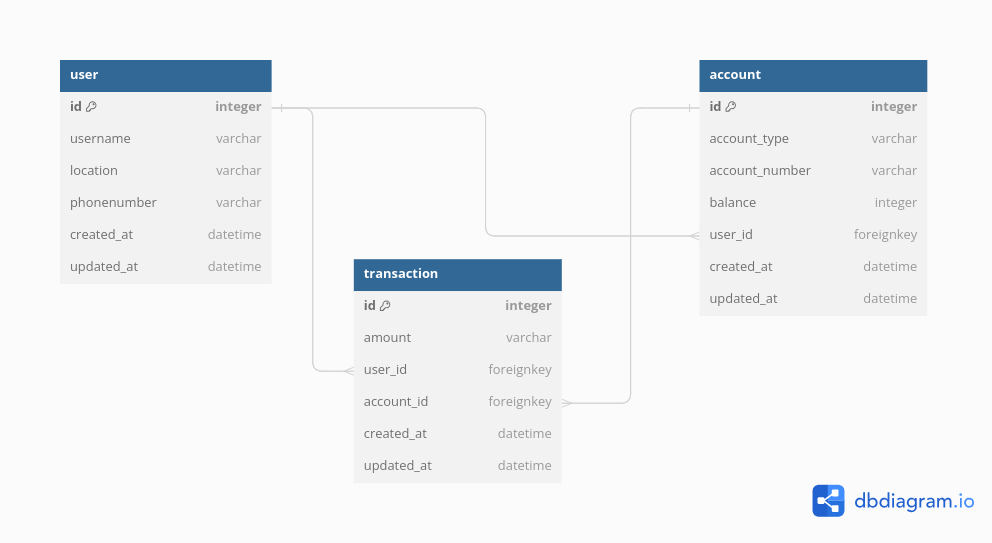 user
id integer
username varchar
location varchar
phonenumber varchar
created_at datetime
updated_at datetime
account
id integer
account_type varchar
account_number varchar
balance integer
user_id foreignkey
created_at datetime
updated_at datetime
transaction
id integer
amount varchar
user_id foreignkey
account_id foreignkey
created_at datetime
updated_at datetime
dbdiagram.io